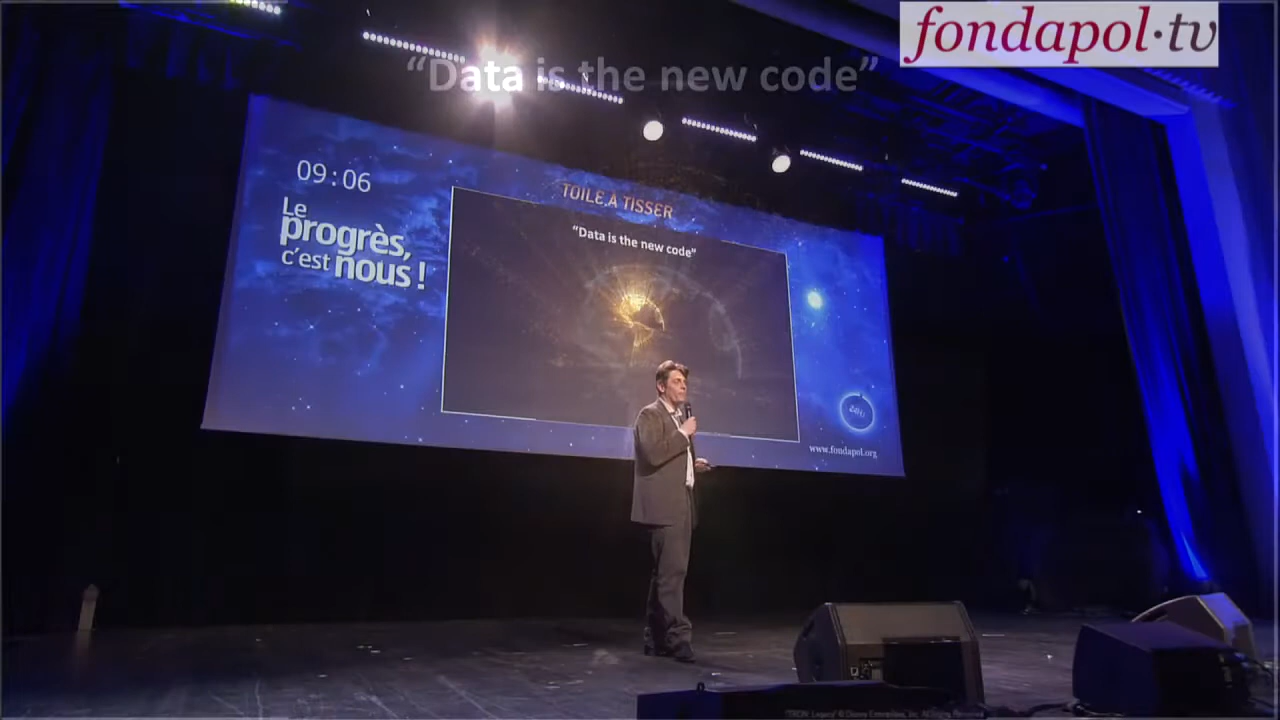 fondapol·tv
“Data is the new code”
09:06
Le
progrès,
c'est nous !
TOILE À TISSER
“Data is the new code”
www.fondapol.org